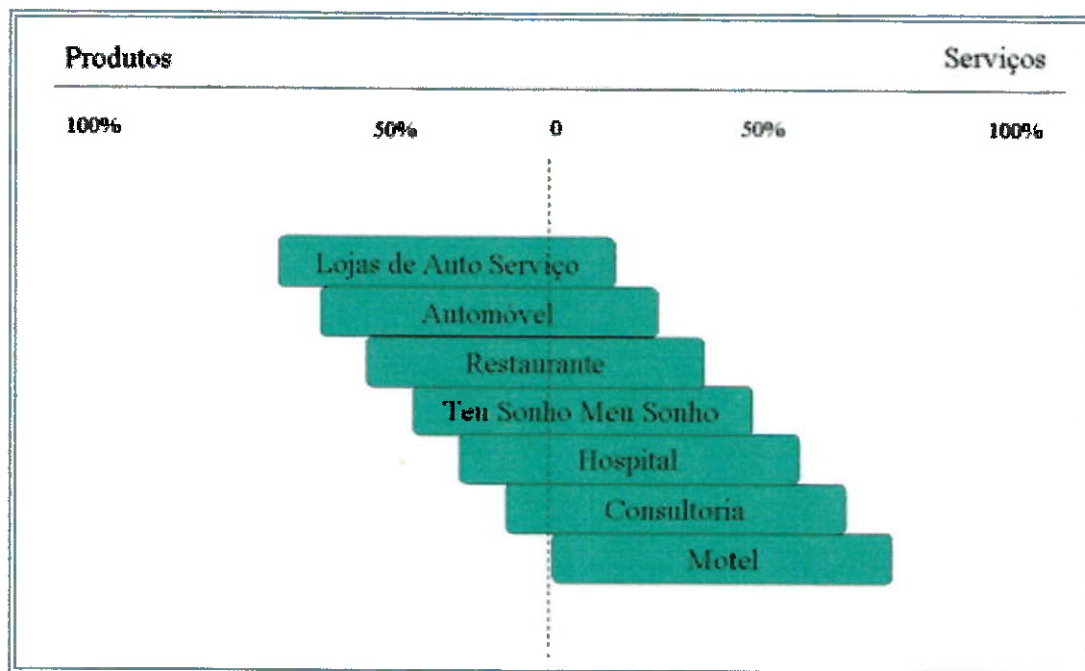 Produtos Serviços
100% 50% 0 50% 100%
Lojas de Auto Serviço
Automóvel
Restaurante
Teu Sonho Meu Sonho
Hospital
Consultoria
Motel